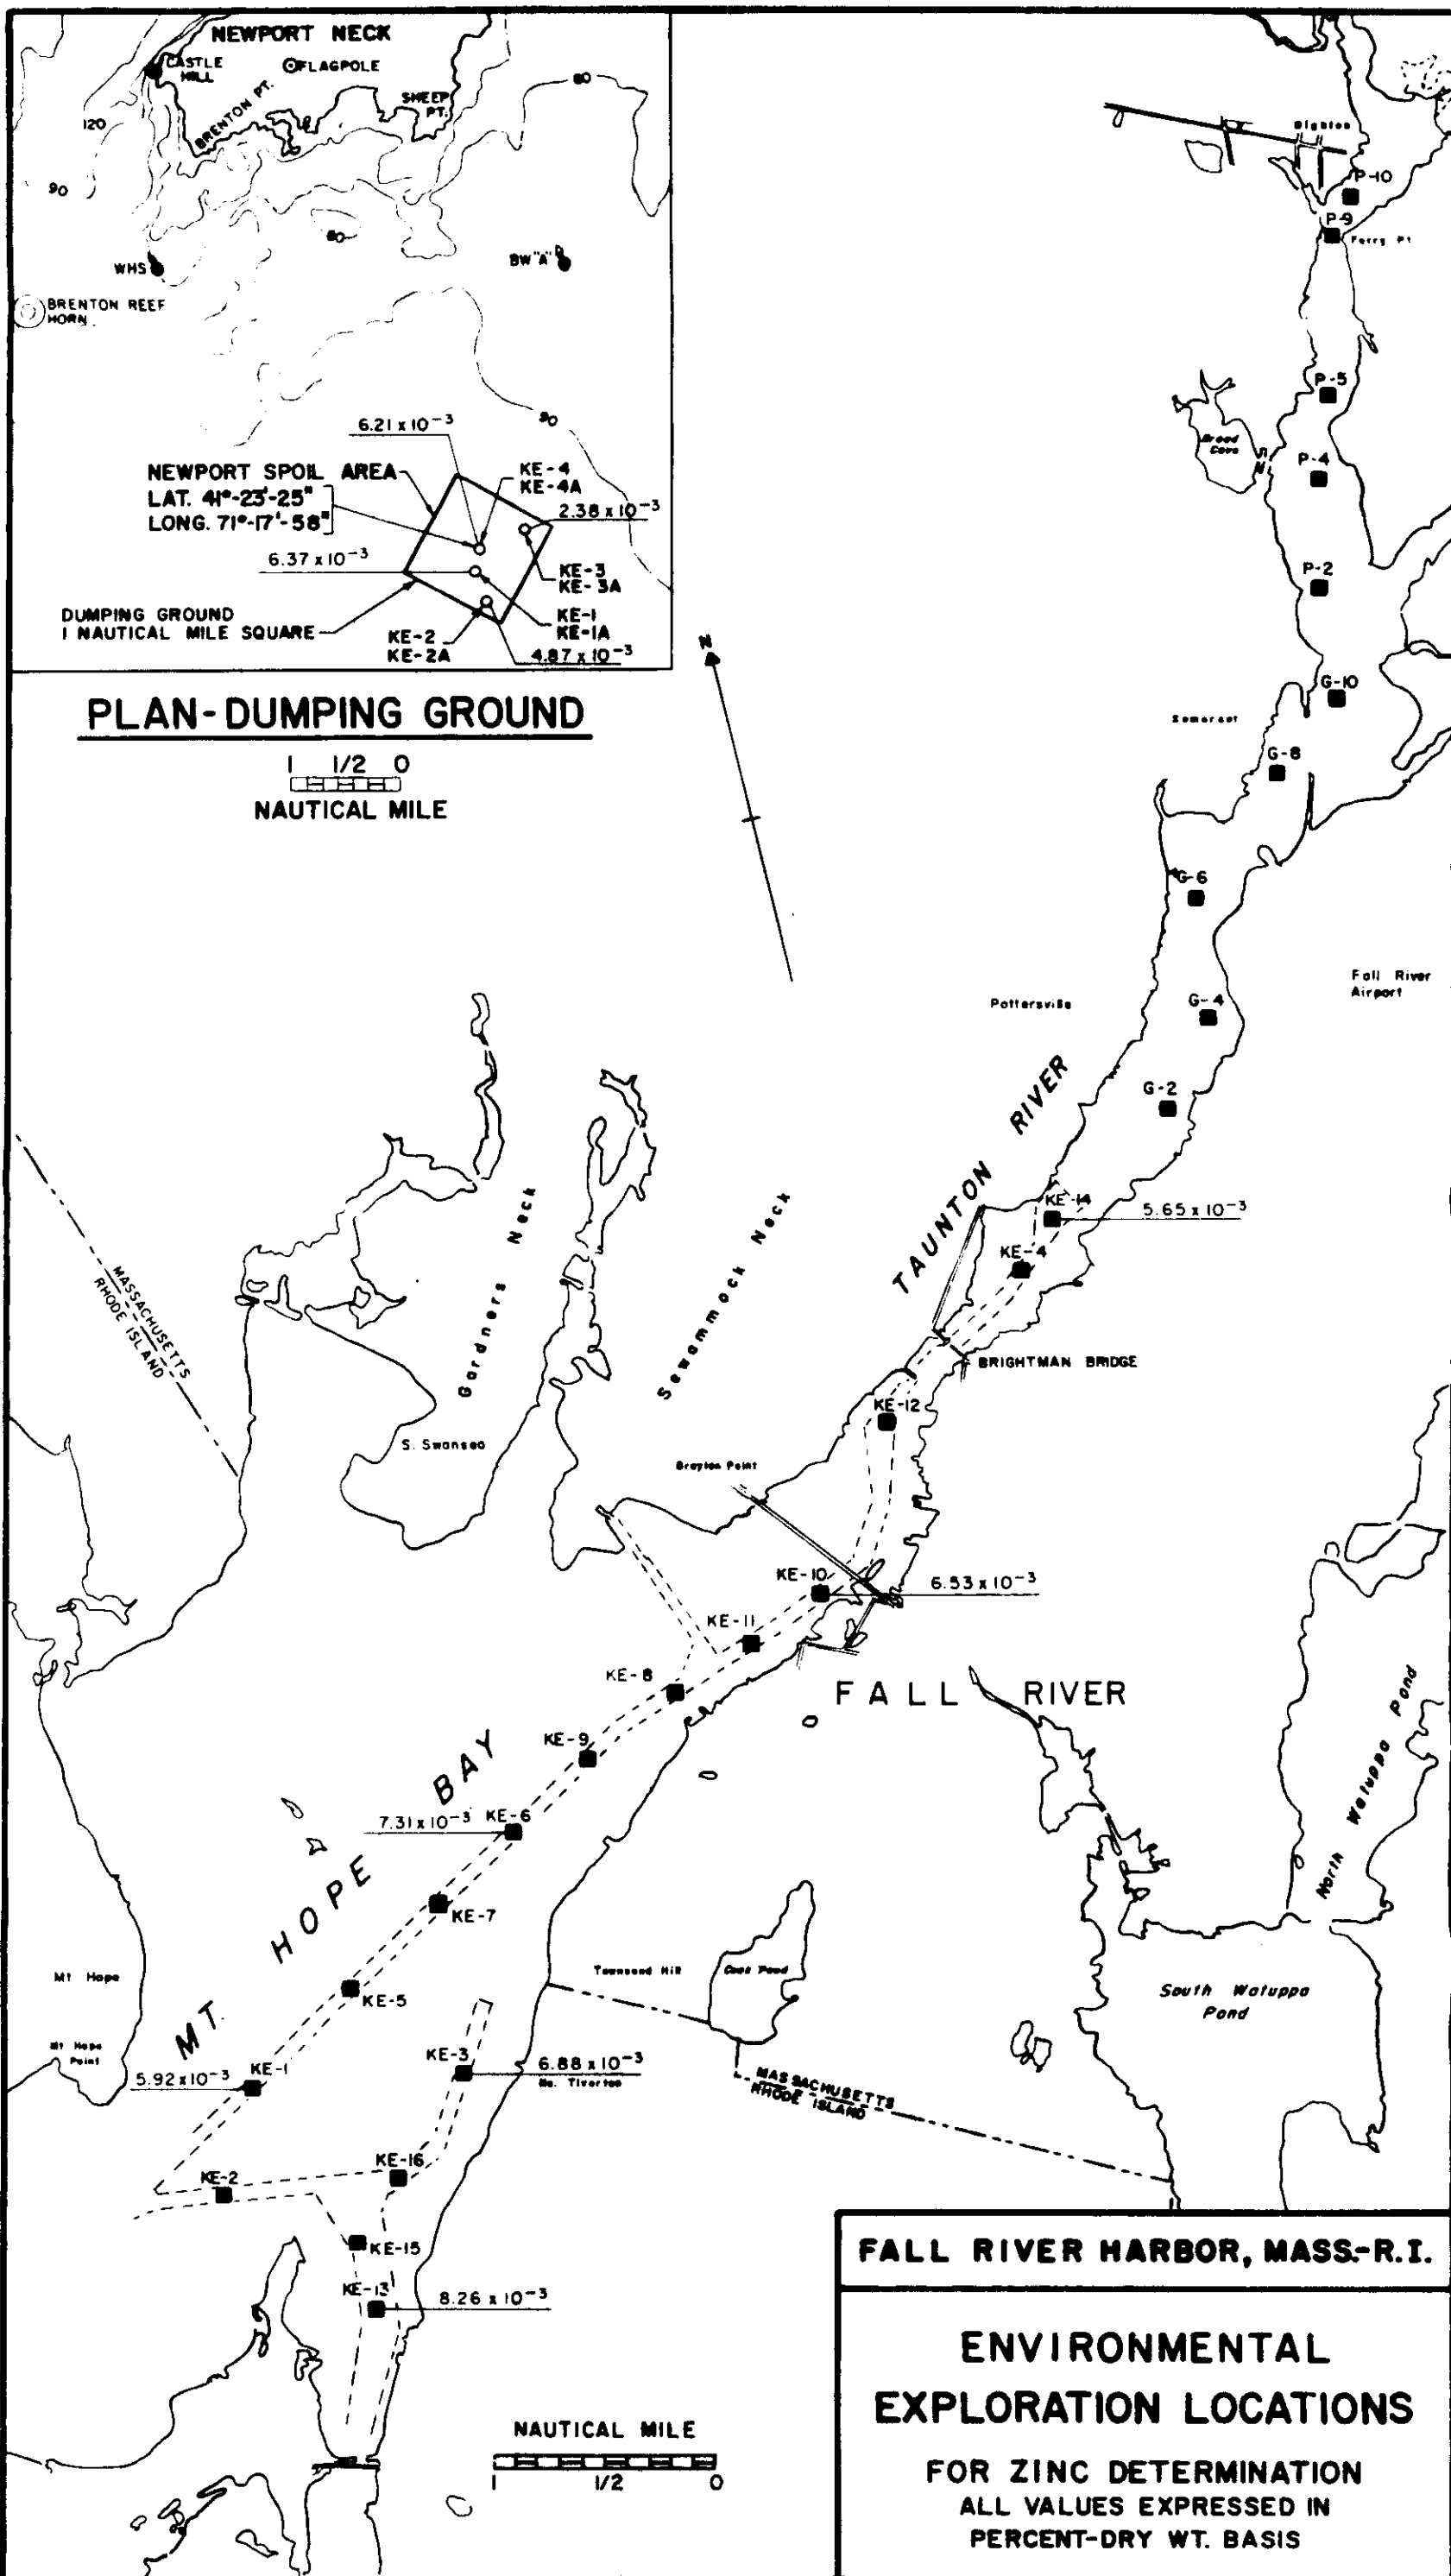 NEWPORT NECK
CASTLE
HILL
FLAGPOLE
BRENTON PT.
SHEEP
PT.
80
120
90
80
WHS
BW "A"
BRENTON REEF
HORN
90
6.21 x 10⁻³
NEWPORT SPOIL AREA
LAT. 41°-23'-25"
LONG. 71°-17'-58"
KE-4
KE-4A
2.38 x 10⁻³
6.37 x 10⁻³
KE-3
KE-3A
DUMPING GROUND
1 NAUTICAL MILE SQUARE
KE-1
KE-1A
KE-2
KE-2A
4.87 x 10⁻³
PLAN-DUMPING GROUND
1 1/2 0
NAUTICAL MILE
N
Dighton
P-10
P-9
Ferry Pt
P-5
Broad
Cove
P-4
P-2
G-10
Somerset
G-8
G-6
Fall River
Airport
Pottersville
G-4
G-2
TAUNTON RIVER
KE-14
5.65 x 10⁻³
KE-4
Gardners Neck
Sewammock Neck
MASSACHUSETTS
RHODE ISLAND
BRIGHTMAN BRIDGE
KE-12
S. Swansea
Brayton Point
KE-10
6.53 x 10⁻³
KE-11
KE-8
FALL RIVER
KE-9
North Watuppa Pond
MT. HOPE BAY
7.31 x 10⁻³
KE-6
KE-7
Mt Hope
Townsend Hill
Cook Pond
KE-5
South Watuppa
Pond
Mt Hope
Point
KE-3
6.88 x 10⁻³
No. Tiverton
5.92 x 10⁻³
KE-1
MASSACHUSETTS
RHODE ISLAND
KE-16
KE-2
KE-15
KE-13
8.26 x 10⁻³
NAUTICAL MILE
1 1/2 0
FALL RIVER HARBOR, MASS.-R.I.
ENVIRONMENTAL
EXPLORATION LOCATIONS
FOR ZINC DETERMINATION
ALL VALUES EXPRESSED IN
PERCENT-DRY WT. BASIS